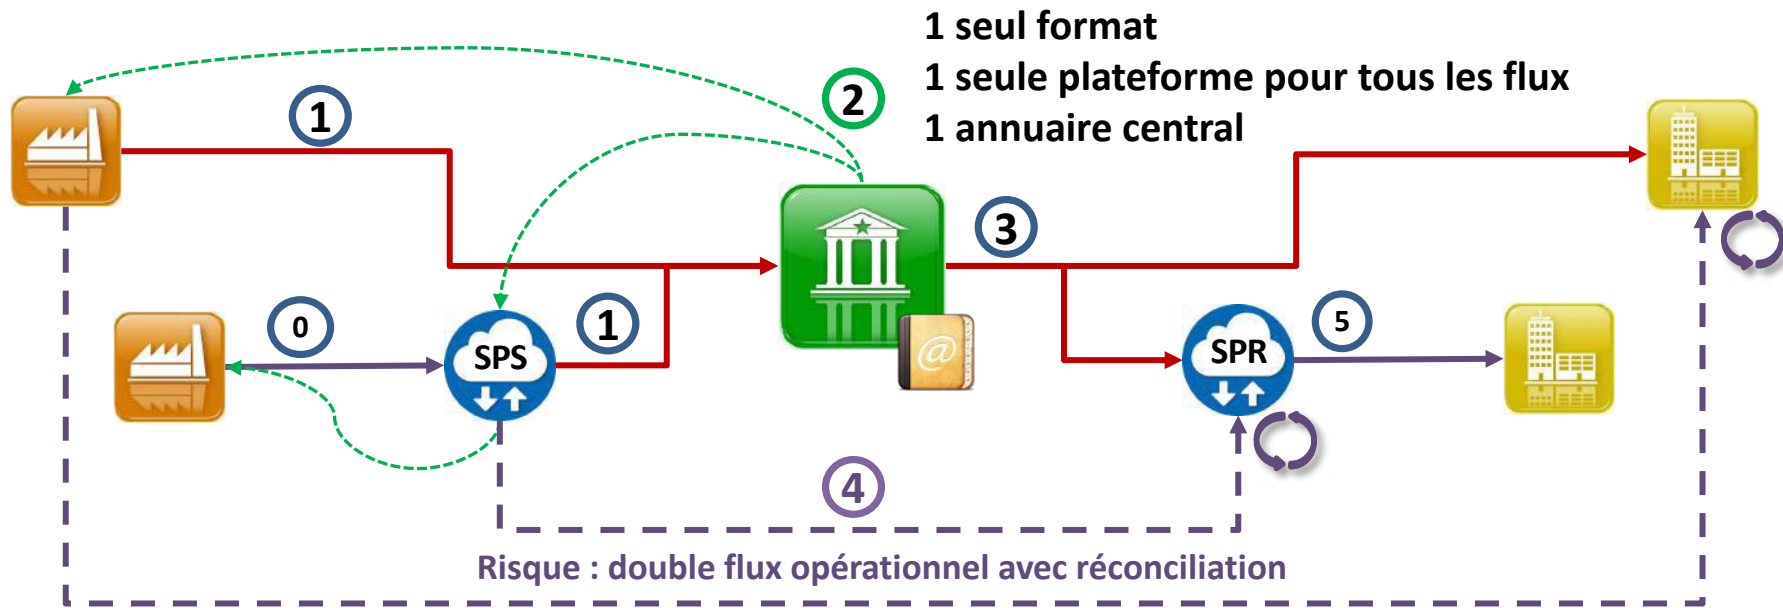 1 seul format
1 seule plateforme pour tous les flux
1 annuaire central
1
2
3
0
SPS
1
@
SPR
5
4
Risque : double flux opérationnel avec réconciliation